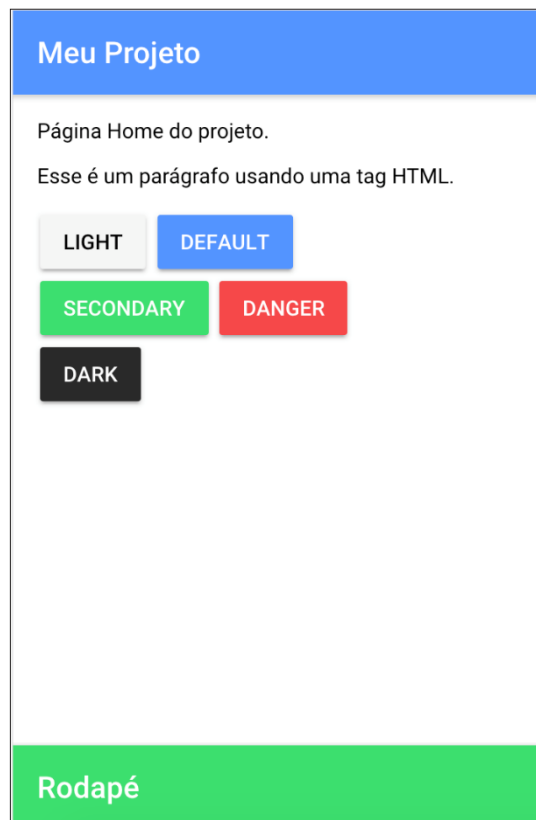 Meu Projeto
Página Home do projeto.
Esse é um parágrafo usando uma tag HTML.
LIGHT DEFAULT
SECONDARY DANGER
DARK
Rodapé